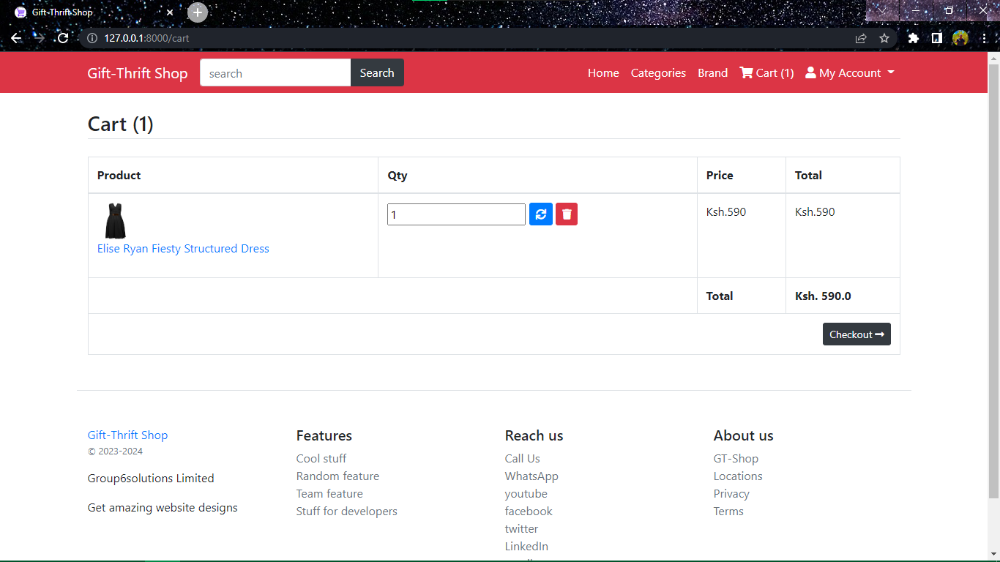 Gift-Thrift Shop
127.0.0.1:8000/cart
Gift-Thrift Shop search Search Home Categories Brand Cart (1) My Account
Cart (1)
Product Qty Price Total
1 Ksh.590 Ksh.590
Elise Ryan Fiesty Structured Dress
Total Ksh. 590.0
Checkout
Gift-Thrift Shop
© 2023-2024
Group6solutions Limited
Get amazing website designs
Features
Cool stuff
Random feature
Team feature
Stuff for developers
Reach us
Call Us
WhatsApp
youtube
facebook
twitter
LinkedIn
About us
GT-Shop
Locations
Privacy
Terms